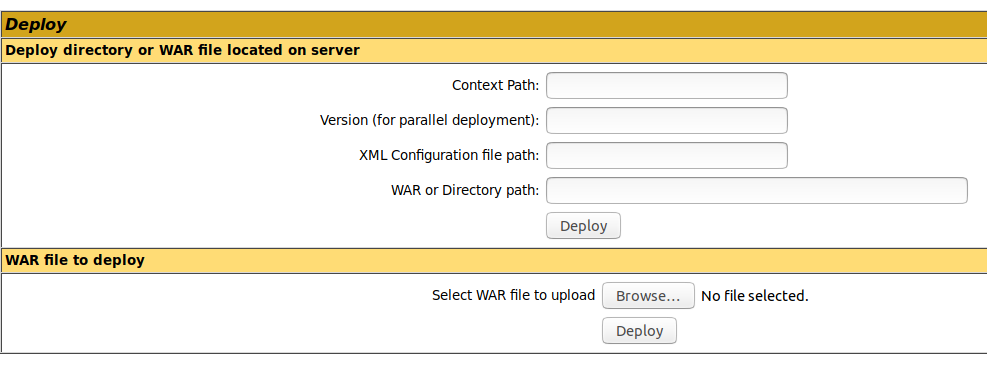 Deploy
Deploy directory or WAR file located on server
Context Path:
Version (for parallel deployment):
XML Configuration file path:
WAR or Directory path:
Deploy
WAR file to deploy
Select WAR file to upload Browse... No file selected.
Deploy